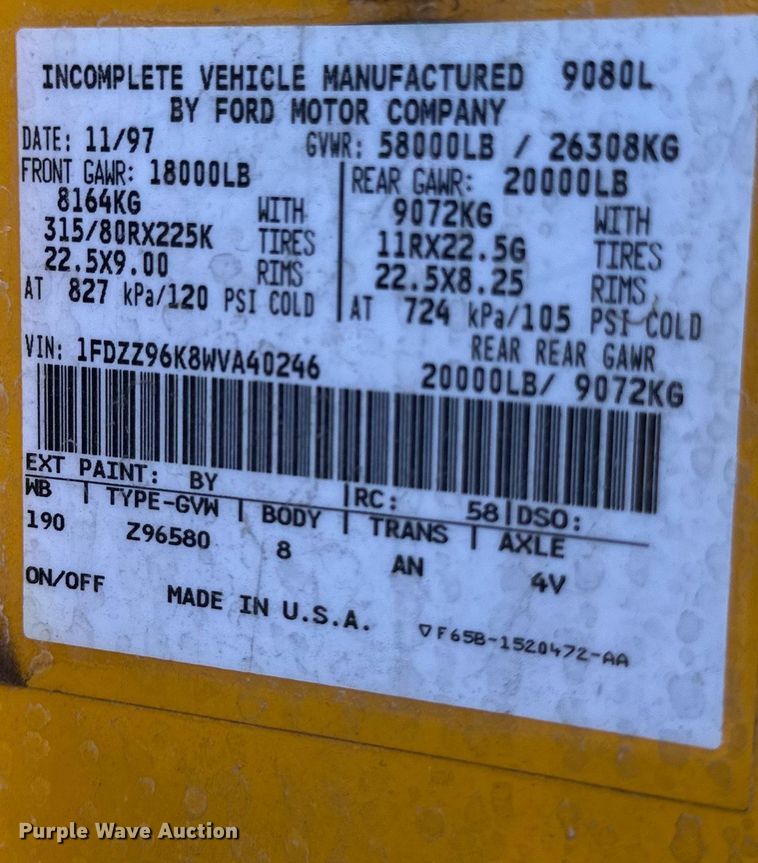 INCOMPLETE VEHICLE MANUFACTURED 9080L
BY FORD MOTOR COMPANY
DATE: 11/97 GVWR: 58000LB / 26308KG
FRONT GAWR: 18000LB REAR GAWR: 20000LB
8164KG WITH 9072KG WITH
315/80RX225K TIRES 11RX22.5G TIRES
22.5X9.00 RIMS 22.5X8.25 RIMS
AT 827 kPa/120 PSI COLD AT 724 kPa/105 PSI COLD
VIN: 1FDZZ96K8WVA40246 REAR REAR GAWR
20000LB/ 9072KG
EXT PAINT: BY RC: 58 DSO:
WB TYPE-GVW BODY TRANS AXLE
190 Z96580 8 AN 4V
ON/OFF MADE IN U.S.A. F65B-1520472-AA
Purple Wave Auction